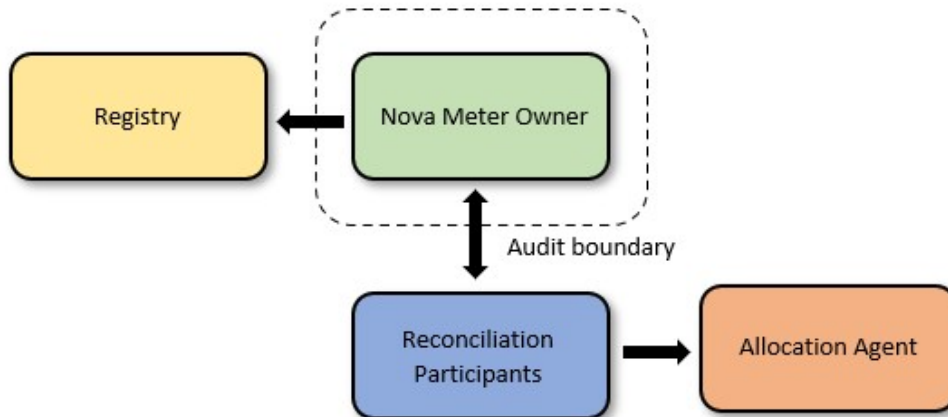 Registry
Nova Meter Owner
Audit boundary
Reconciliation
Participants
Allocation Agent